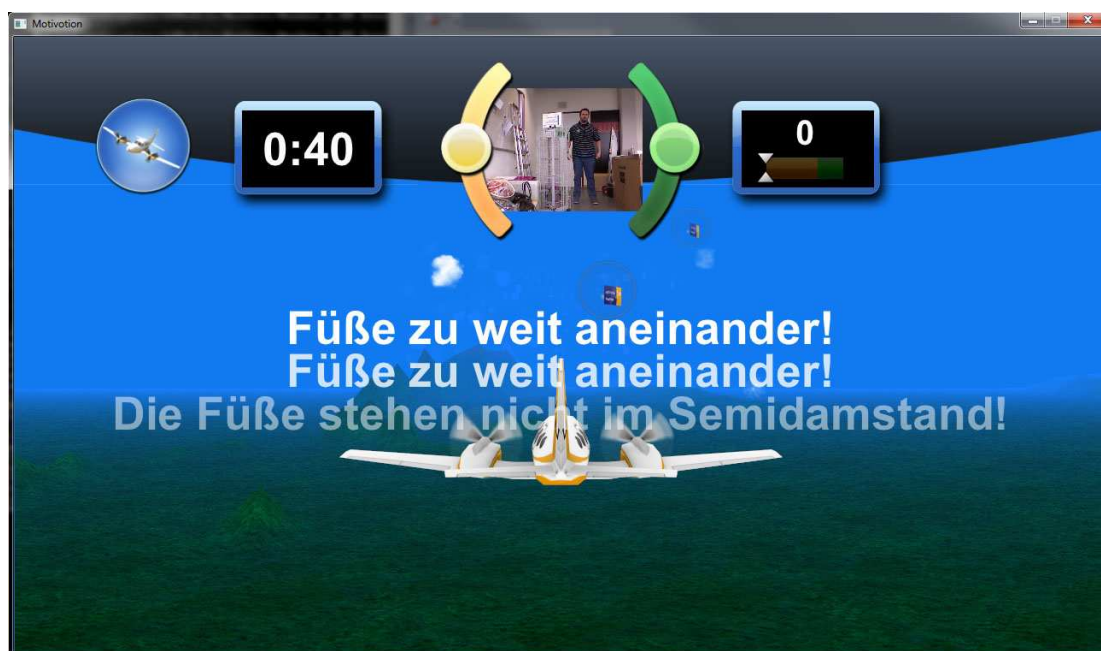 Motivotion
0:40
0
Füße zu weit aneinander!
Füße zu weit aneinander!
Die Füße stehen nicht im Semidamstand!